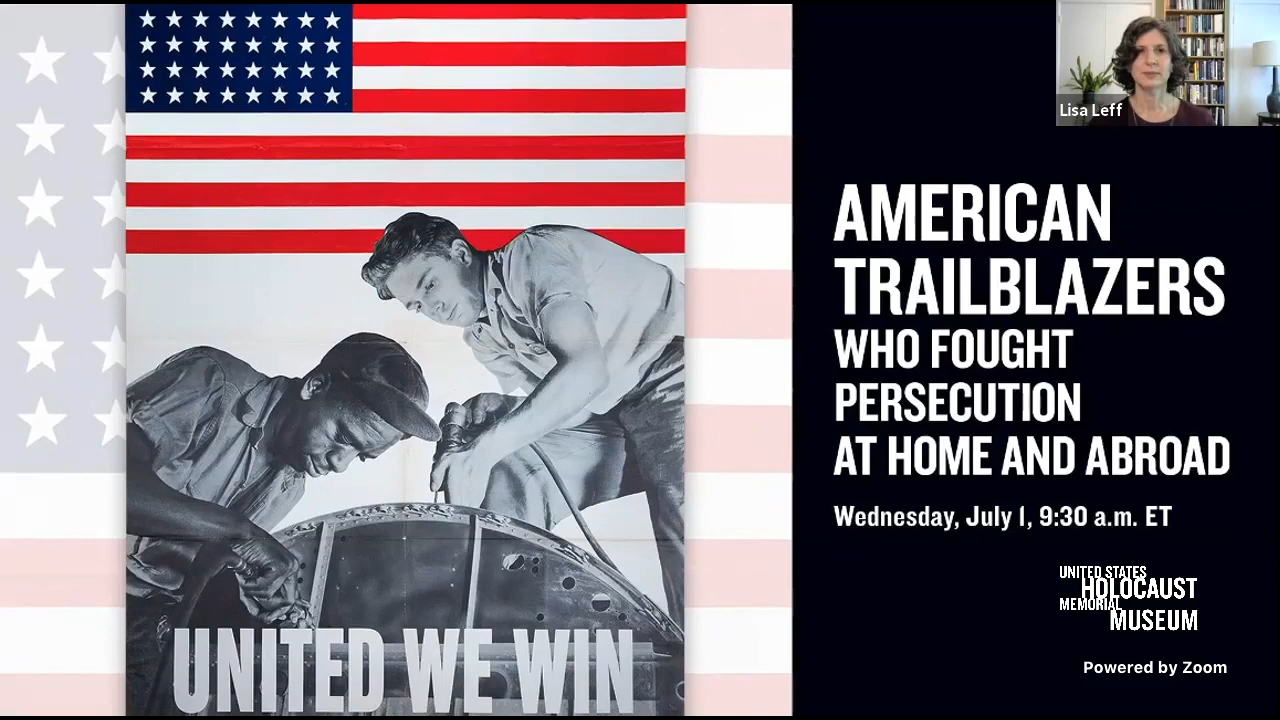 Lisa Leff
AMERICAN
TRAILBLAZERS
WHO FOUGHT
PERSECUTION
AT HOME AND ABROAD
Wednesday, July 1, 9:30 a.m. ET
UNITED STATES
HOLOCAUST
MEMORIAL
MUSEUM
Powered by Zoom
UNITED WE WIN